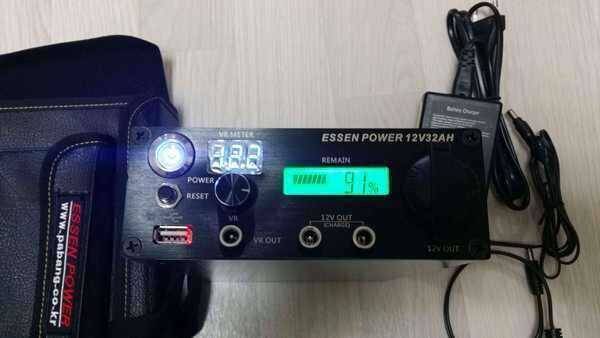 ESSEN POWER 12V32AH
VR METER
REMAIN
91%
POWER
RESET
VR
VR OUT
12V OUT
(CHARGE)
12V OUT
Battery Charger
ESSEN POWER
www.pabang-co.kr